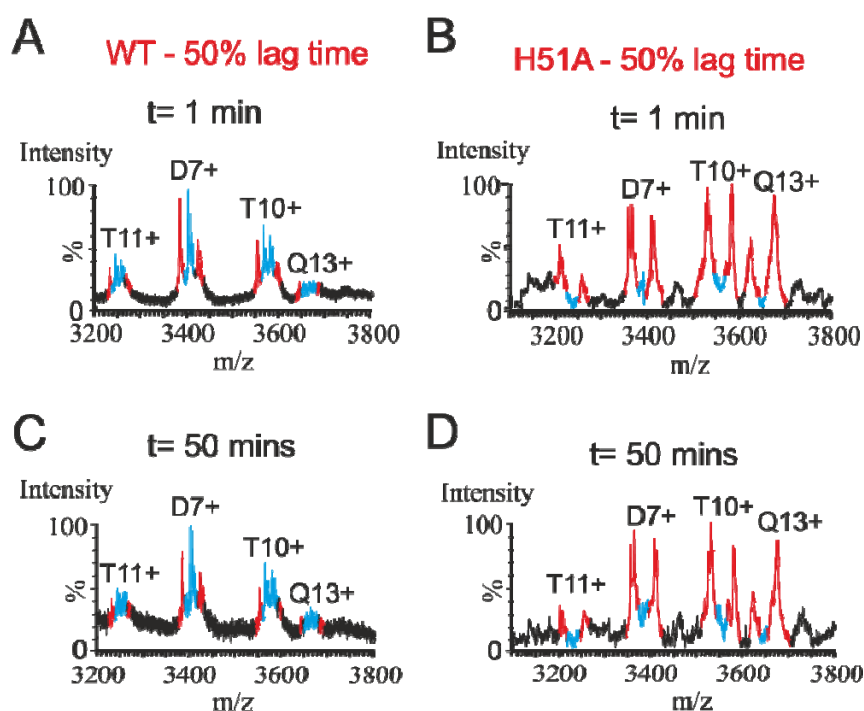 A
WT - 50% lag time
t= 1 min
Intensity
100
%
0
T11+
D7+
T10+
Q13+
3200 3400 3600 3800
m/z
B
H51A - 50% lag time
t= 1 min
Intensity
100
%
0
T11+
D7+
T10+
Q13+
3200 3400 3600 3800
m/z
C
t= 50 mins
Intensity
100
%
0
T11+
D7+
T10+
Q13+
3200 3400 3600 3800
m/z
D
t= 50 mins
Intensity
100
%
0
T11+
D7+
T10+
Q13+
3200 3400 3600 3800
m/z